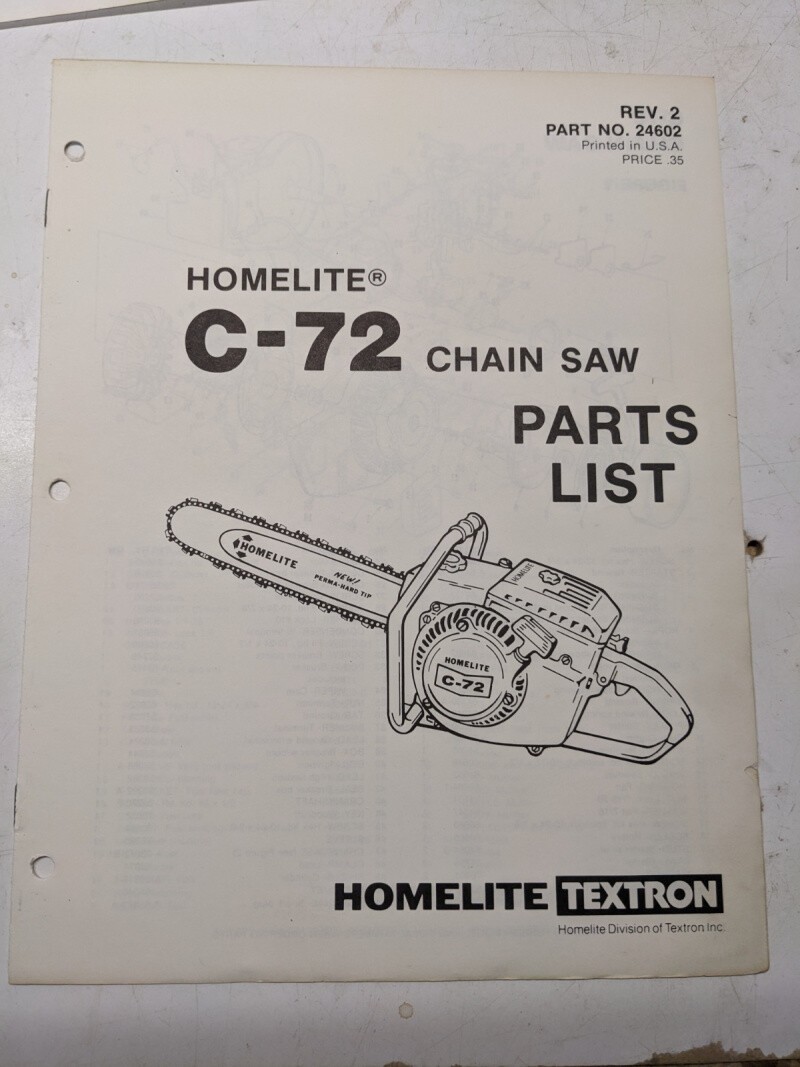 REV. 2
PART NO. 24602
Printed in U.S.A.
PRICE .35
HOMELITE®
C-72 CHAIN SAW
PARTS
LIST
HOMELITE
NEW!
PERMA-HARD TIP
HOMELITE
HOMELITE
C-72
HOMELITE TEXTRON
Homelite Division of Textron Inc.